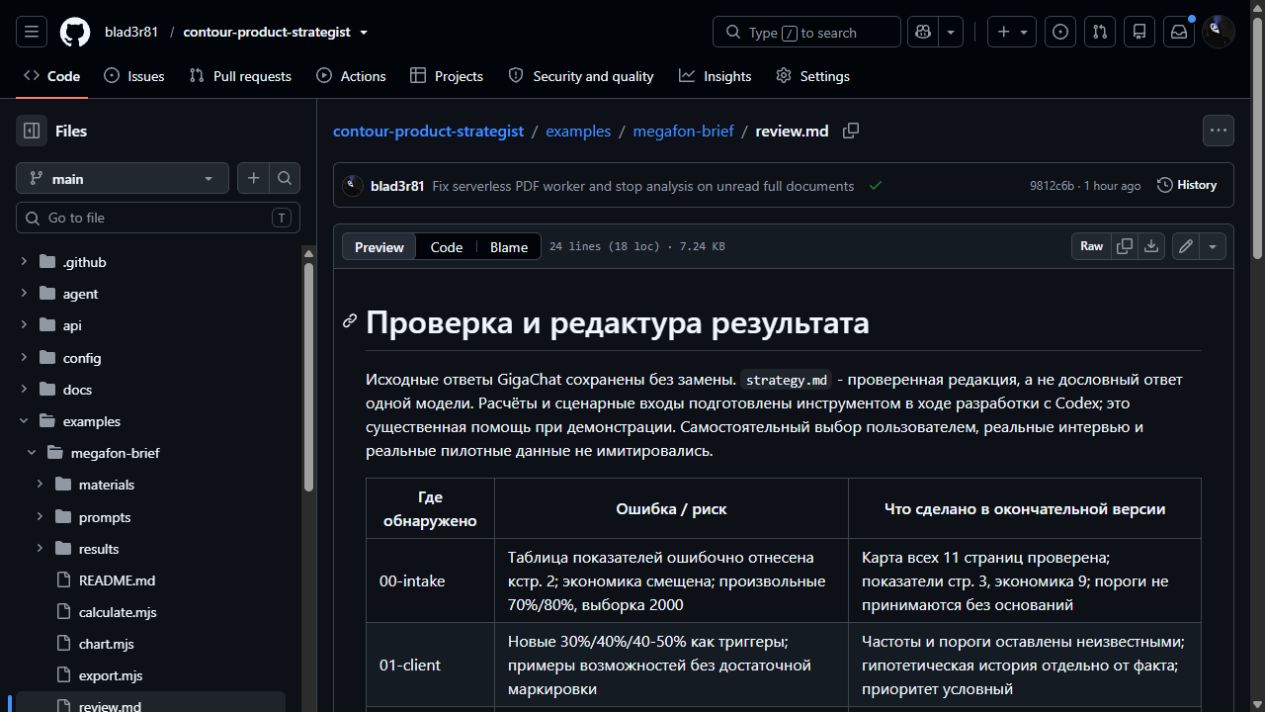 blad3r81 / contour-product-strategist
Type / to search
Code
Issues
Pull requests
Actions
Projects
Security and quality
Insights
Settings
Files
main
Go to file
T
.github
agent
api
config
docs
examples
megafon-brief
materials
prompts
results
README.md
calculate.mjs
chart.mjs
export.mjs
review.md
contour-product-strategist / examples / megafon-brief / review.md
blad3r81 Fix serverless PDF worker and stop analysis on unread full documents
9812c6b · 1 hour ago
History
Preview
Code
Blame
24 lines (18 loc) · 7.24 KB
Raw
Проверка и редактура результата
Исходные ответы GigaChat сохранены без замены. strategy.md - проверенная редакция, а не дословный ответ
одной модели. Расчёты и сценарные входы подготовлены инструментом в ходе разработки с Codex; это
существенная помощь при демонстрации. Самостоятельный выбор пользователем, реальные интервью и
реальные пилотные данные не имитировались.
Где
обнаружено
Ошибка / риск
Что сделано в окончательной версии
00-intake
Таблица показателей ошибочно отнесена
кстр. 2; экономика смещена; произвольные
70%/80%, выборка 2000
Карта всех 11 страниц проверена;
показатели стр. 3, экономика 9; пороги не
принимаются без оснований
01-client
Новые 30%/40%/40-50% как триггеры;
примеры возможностей без достаточной
маркировки
Частоты и пороги оставлены неизвестными;
гипотетическая история отдельно от факта;
приоритет условный